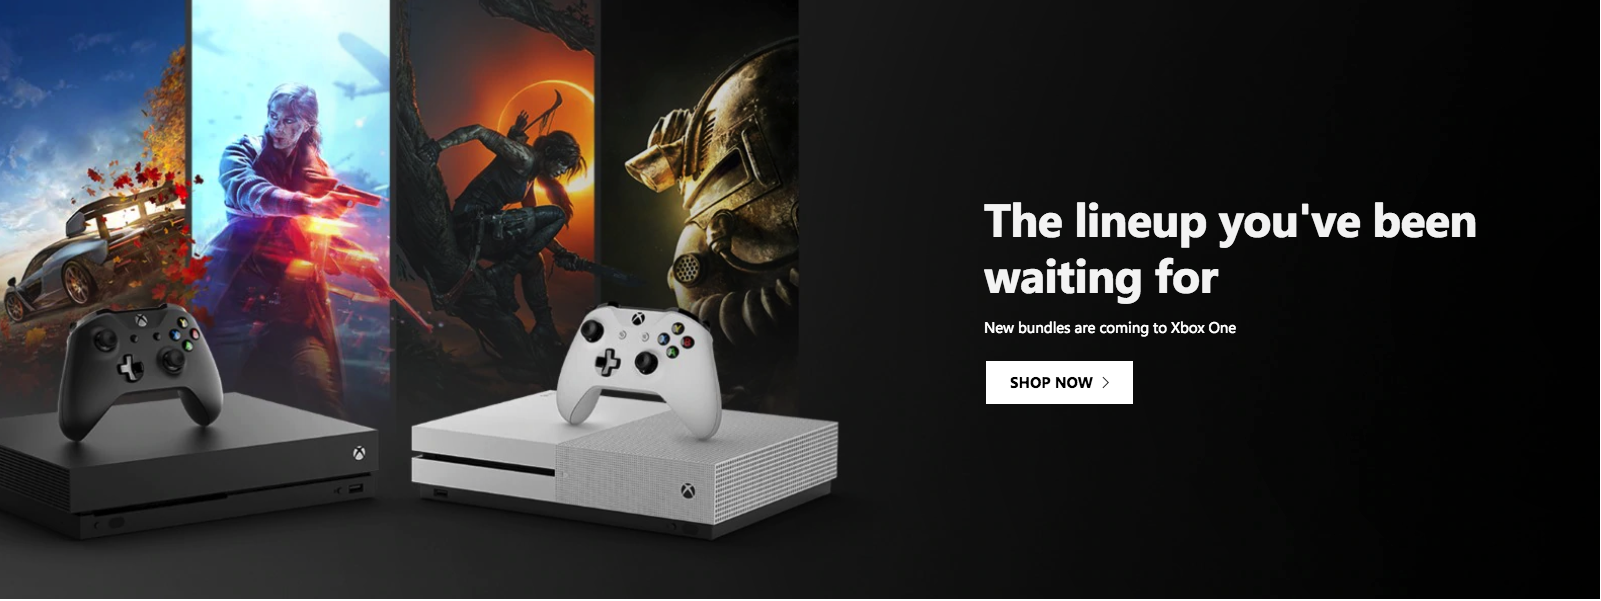 The lineup you've been
waiting for
New bundles are coming to Xbox One
SHOP NOW